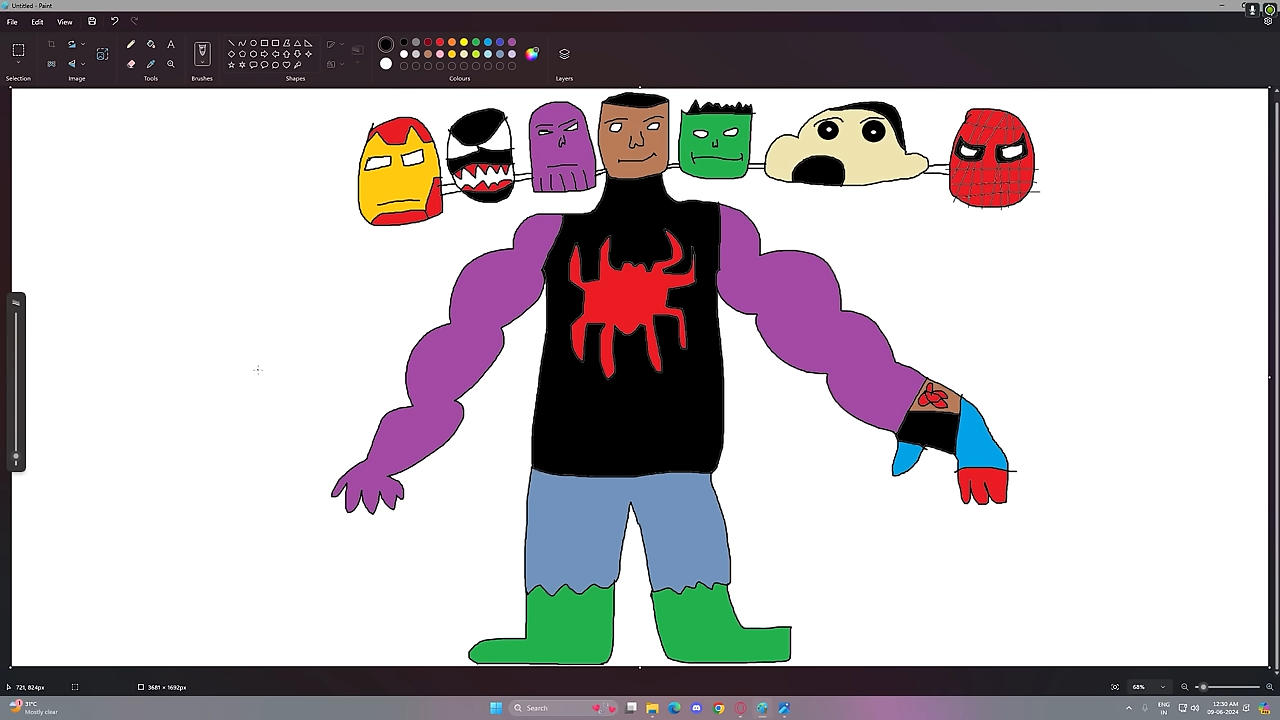 Untitled - Paint
File Edit View
Selection Image Tools Brushes Shapes Colours Layers
721, 824px 3681 × 1692px 68%
31°C
Mostly clear
Search
ENG
IN
12:30 AM
09-06-2024